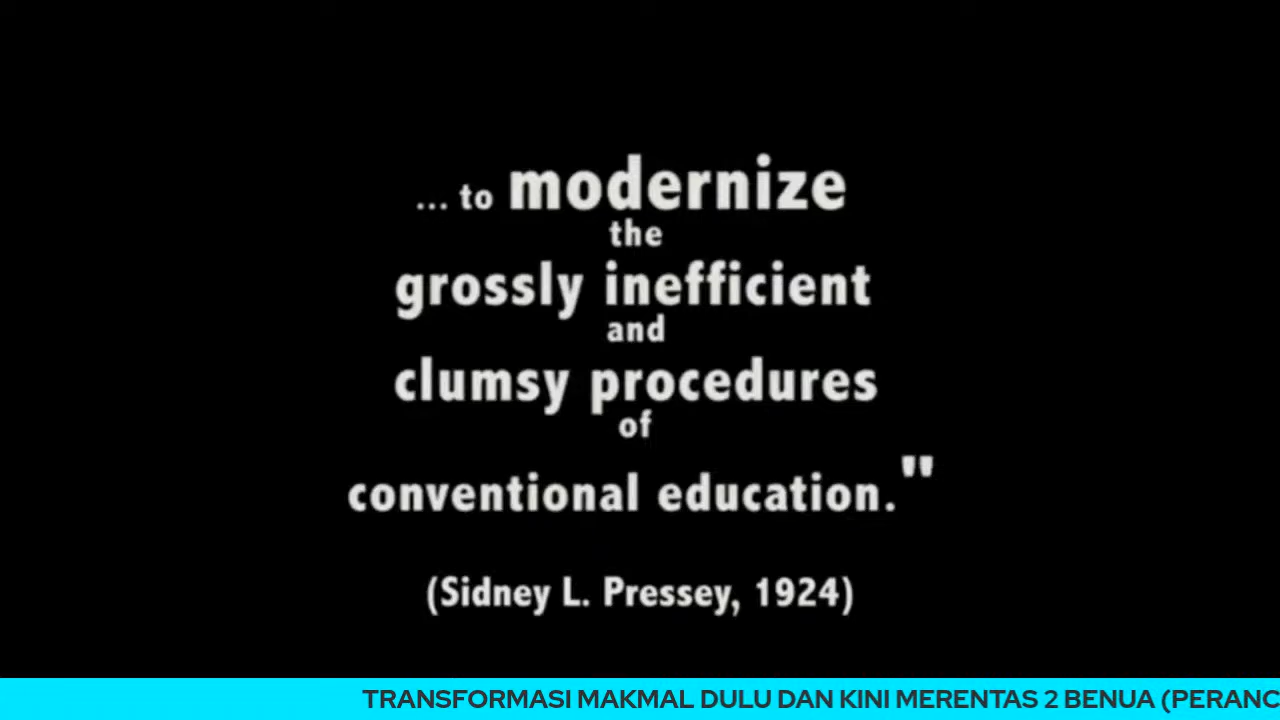 ... to modernize
the
grossly inefficient
and
clumsy procedures
of
conventional education."
(Sidney L. Pressey, 1924)
TRANSFORMASI MAKMAL DULU DAN KINI MERENTAS 2 BENUA (PERANC